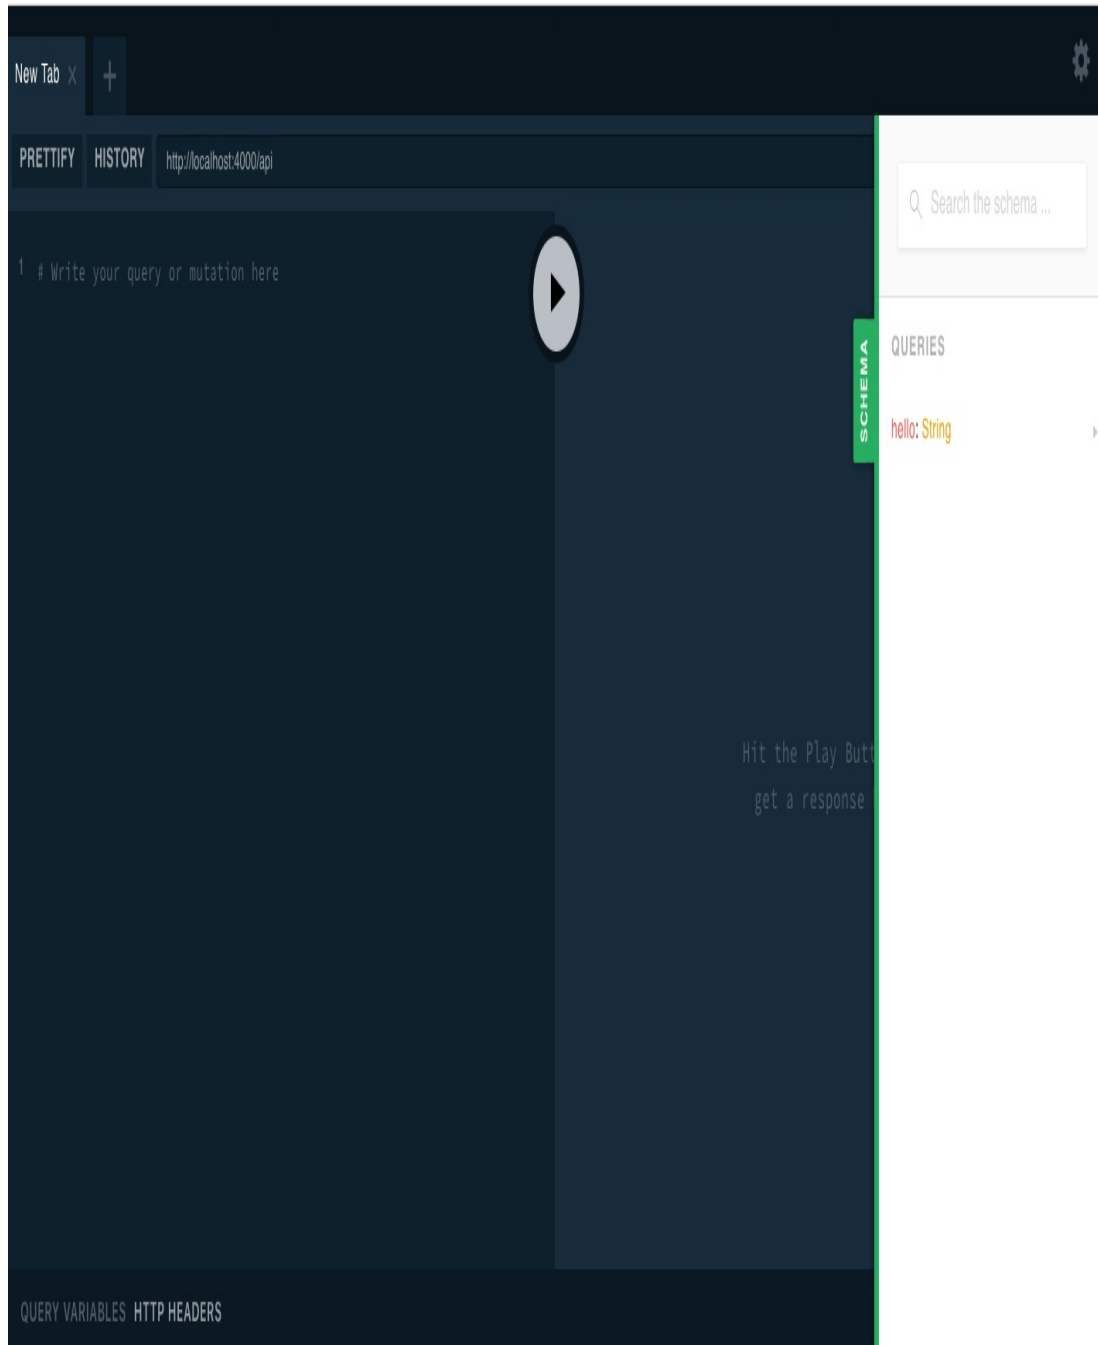 New Tab ×
+
PRETTIFY HISTORY http://localhost:4000/api
1 # Write your query or mutation here
Hit the Play Butt
get a response
QUERY VARIABLES HTTP HEADERS
SCHEMA
Search the schema ...
QUERIES
hello: String